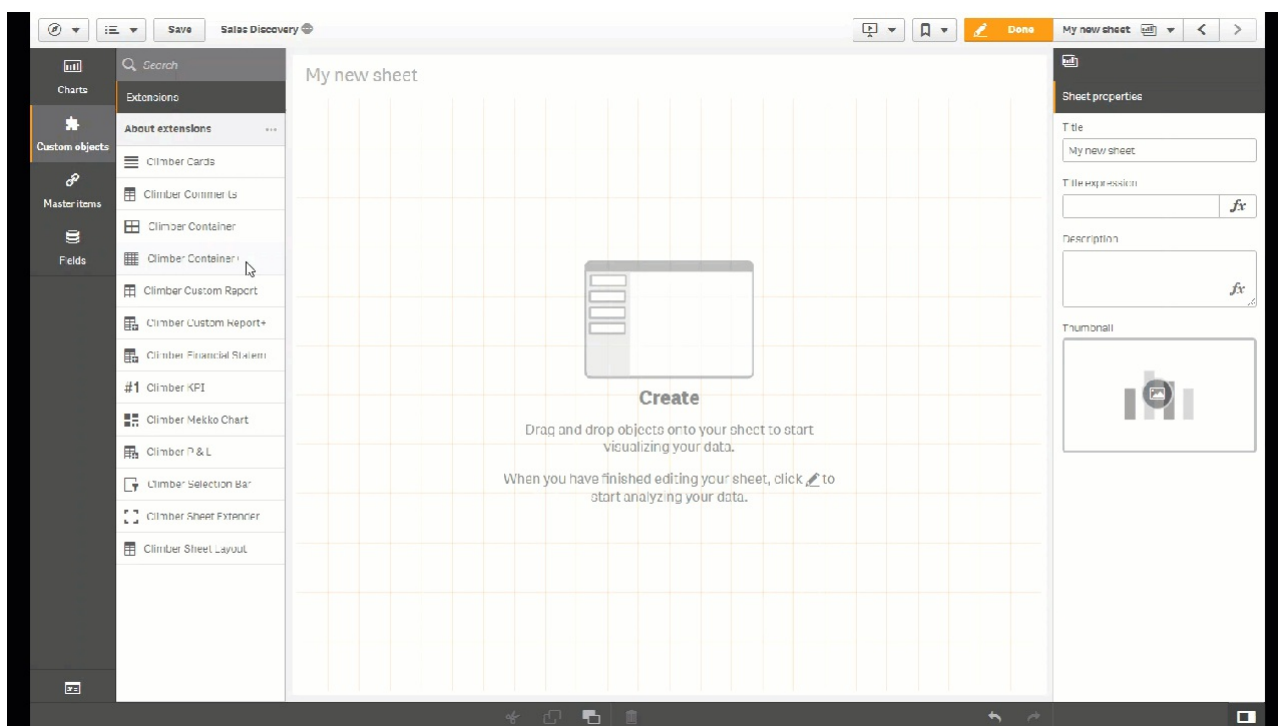 Save
Sales Discovery
Done
My new sheet
Charts
Custom objects
Master items
Fields
Search
Extensions
About extensions
Climber Cards
Climber Comments
Climber Container
Climber Container+
Climber Custom Report
Climber Custom Report+
Climber Financial Statem
#1 Climber KPI
Climber Mekko Chart
Climber P & L
Climber Selection Bar
Climber Sheet Extender
Climber Sheet Layout
My new sheet
Create
Drag and drop objects onto your sheet to start
visualizing your data.
When you have finished editing your sheet, click to
start analyzing your data.
Sheet properties
Title
My new sheet
Title expression
fx
Description
fx
Thumbnail